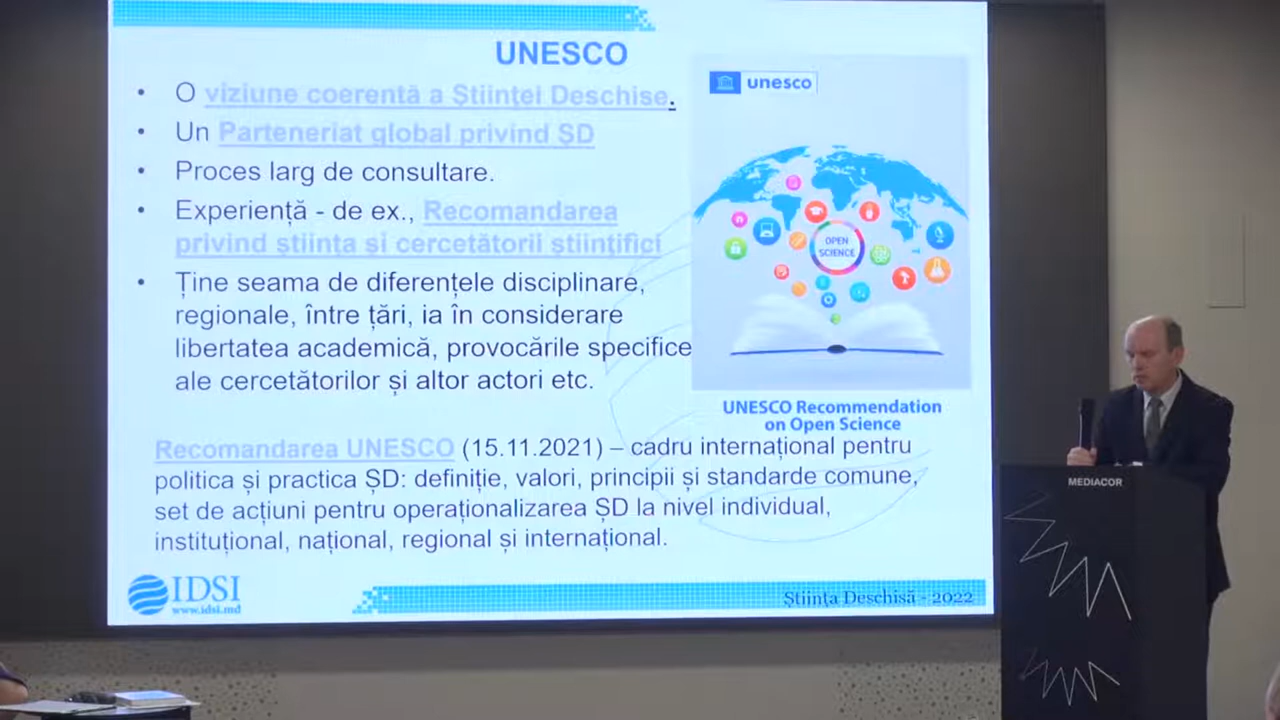 UNESCO
• O viziune coerentă a Științei Deschise.
• Un Parteneriat global privind ȘD
• Proces larg de consultare.
• Experiență - de ex., Recomandarea
privind știința și cercetătorii științifici
• Ține seama de diferențele disciplinare,
regionale, între țări, ia în considerare
libertatea academică, provocările specifice
ale cercetătorilor și altor actori etc.
unesco
OPEN
SCIENCE
UNESCO Recommendation
on Open Science
Recomandarea UNESCO (15.11.2021) – cadru internațional pentru
politica și practica ȘD: definiție, valori, principii și standarde comune,
set de acțiuni pentru operaționalizarea ȘD la nivel individual,
instituțional, național, regional și internațional.
IDSI
www.idsi.md
Știința Deschisă - 2022
MEDIACOR